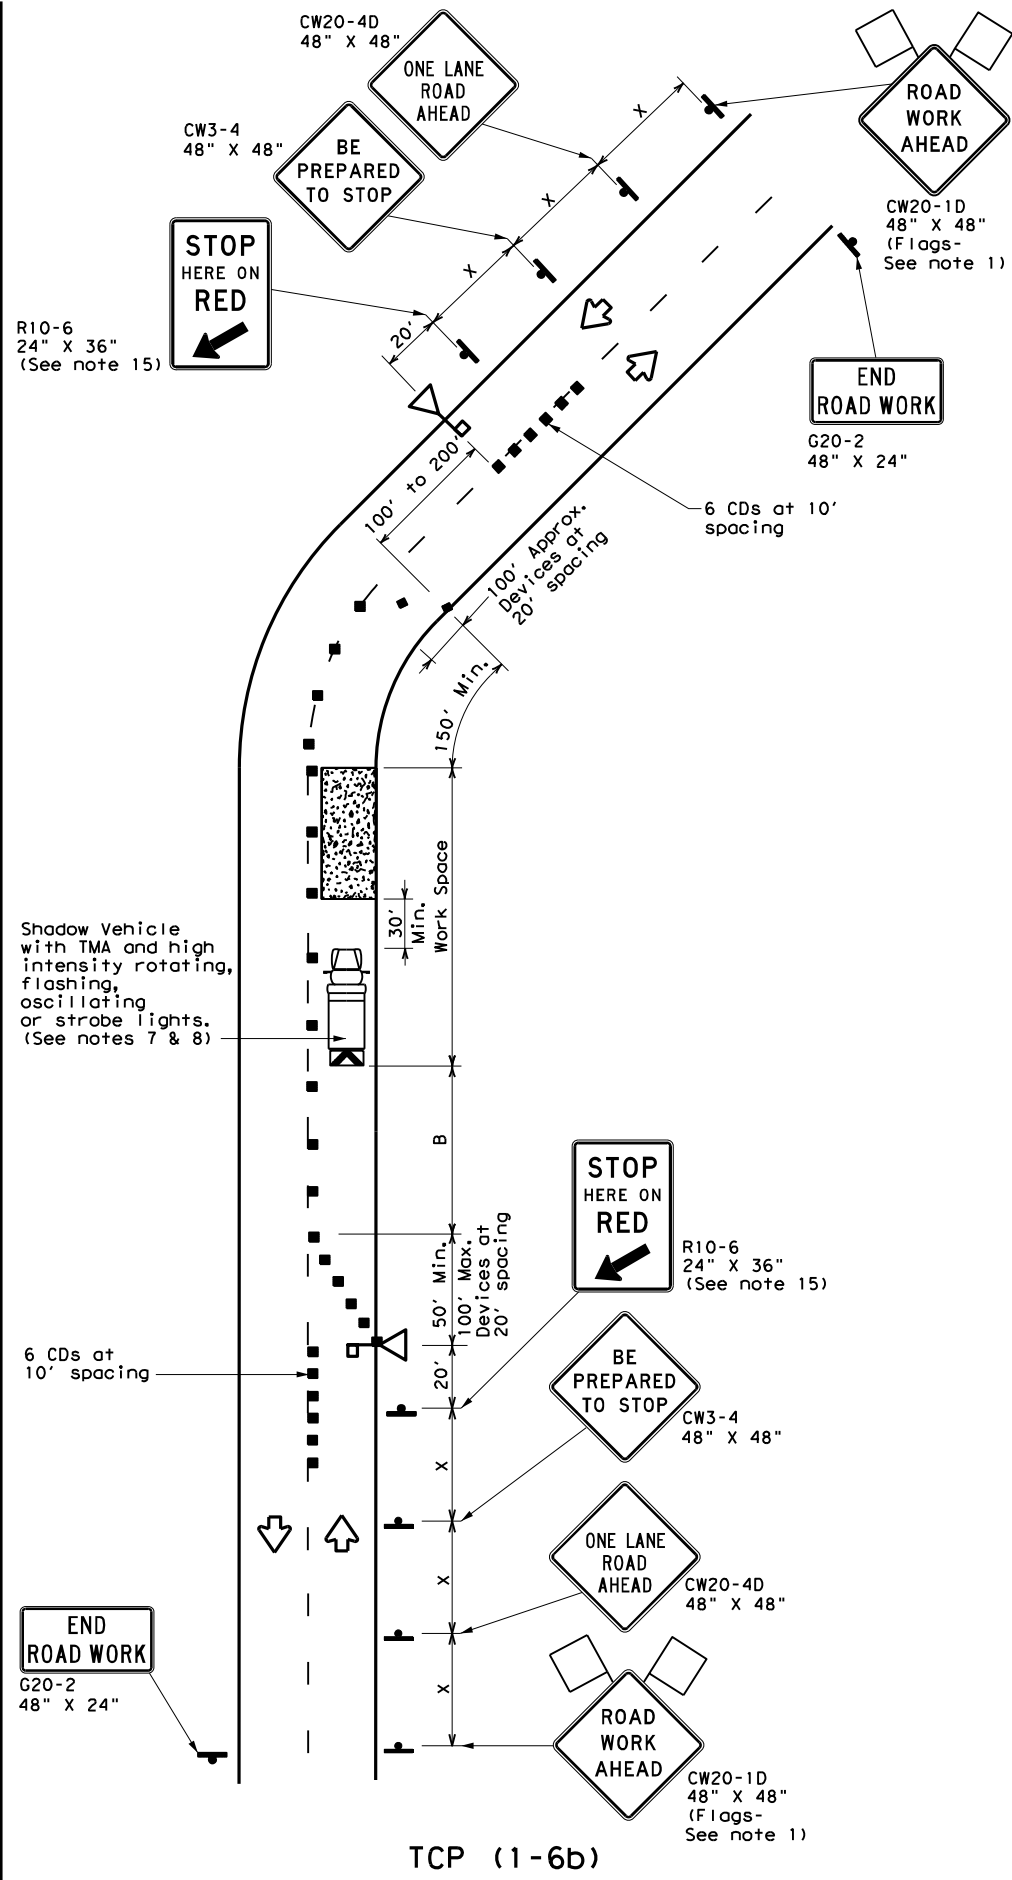 CW20-4D
48" X 48"
ONE LANE
ROAD
AHEAD
CW3-4
48" X 48"
BE
PREPARED
TO STOP
ROAD
WORK
AHEAD
CW20-1D
48" X 48"
(Flags-
See note 1)
X
X
X
20'
STOP
HERE ON
RED
R10-6
24" X 36"
(See note 15)
END
ROAD WORK
G20-2
48" X 24"
100' to 200'
6 CDs at 10'
spacing
100' Approx.
Devices at
20' spacing
150' Min.
Work Space
30'
Min.
Shadow Vehicle
with TMA and high
intensity rotating,
flashing,
oscillating
or strobe lights.
(See notes 7 & 8)
B
50' Min.
100' Max.
Devices at
20' spacing
STOP
HERE ON
RED
R10-6
24" X 36"
(See note 15)
6 CDs at
10' spacing
20'
BE
PREPARED
TO STOP
CW3-4
48" X 48"
X
ONE LANE
ROAD
AHEAD
CW20-4D
48" X 48"
X
END
ROAD WORK
G20-2
48" X 24"
X
ROAD
WORK
AHEAD
CW20-1D
48" X 48"
(Flags-
See note 1)
TCP (1-6b)